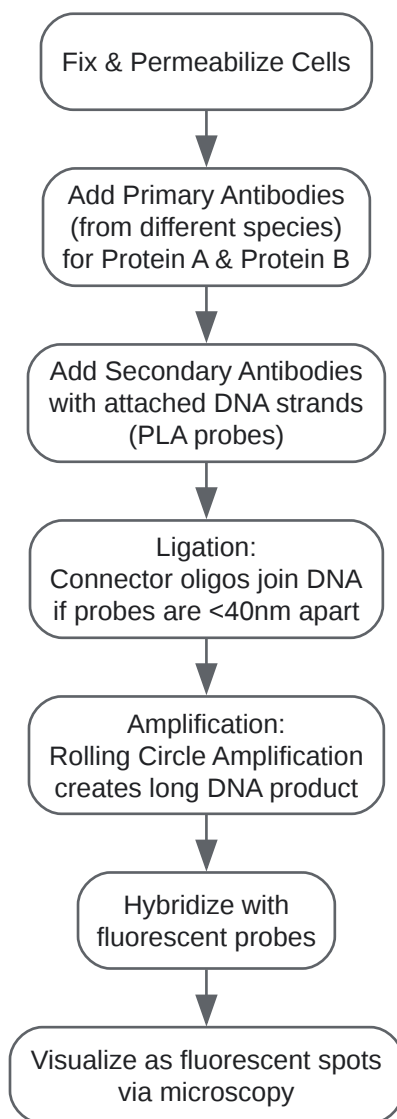 Fix & Permeabilize Cells
Add Primary Antibodies
(from different species)
for Protein A & Protein B
Add Secondary Antibodies
with attached DNA strands
(PLA probes)
Ligation:
Connector oligos join DNA
if probes are <40nm apart
Amplification:
Rolling Circle Amplification
creates long DNA product
Hybridize with
fluorescent probes
Visualize as fluorescent spots
via microscopy